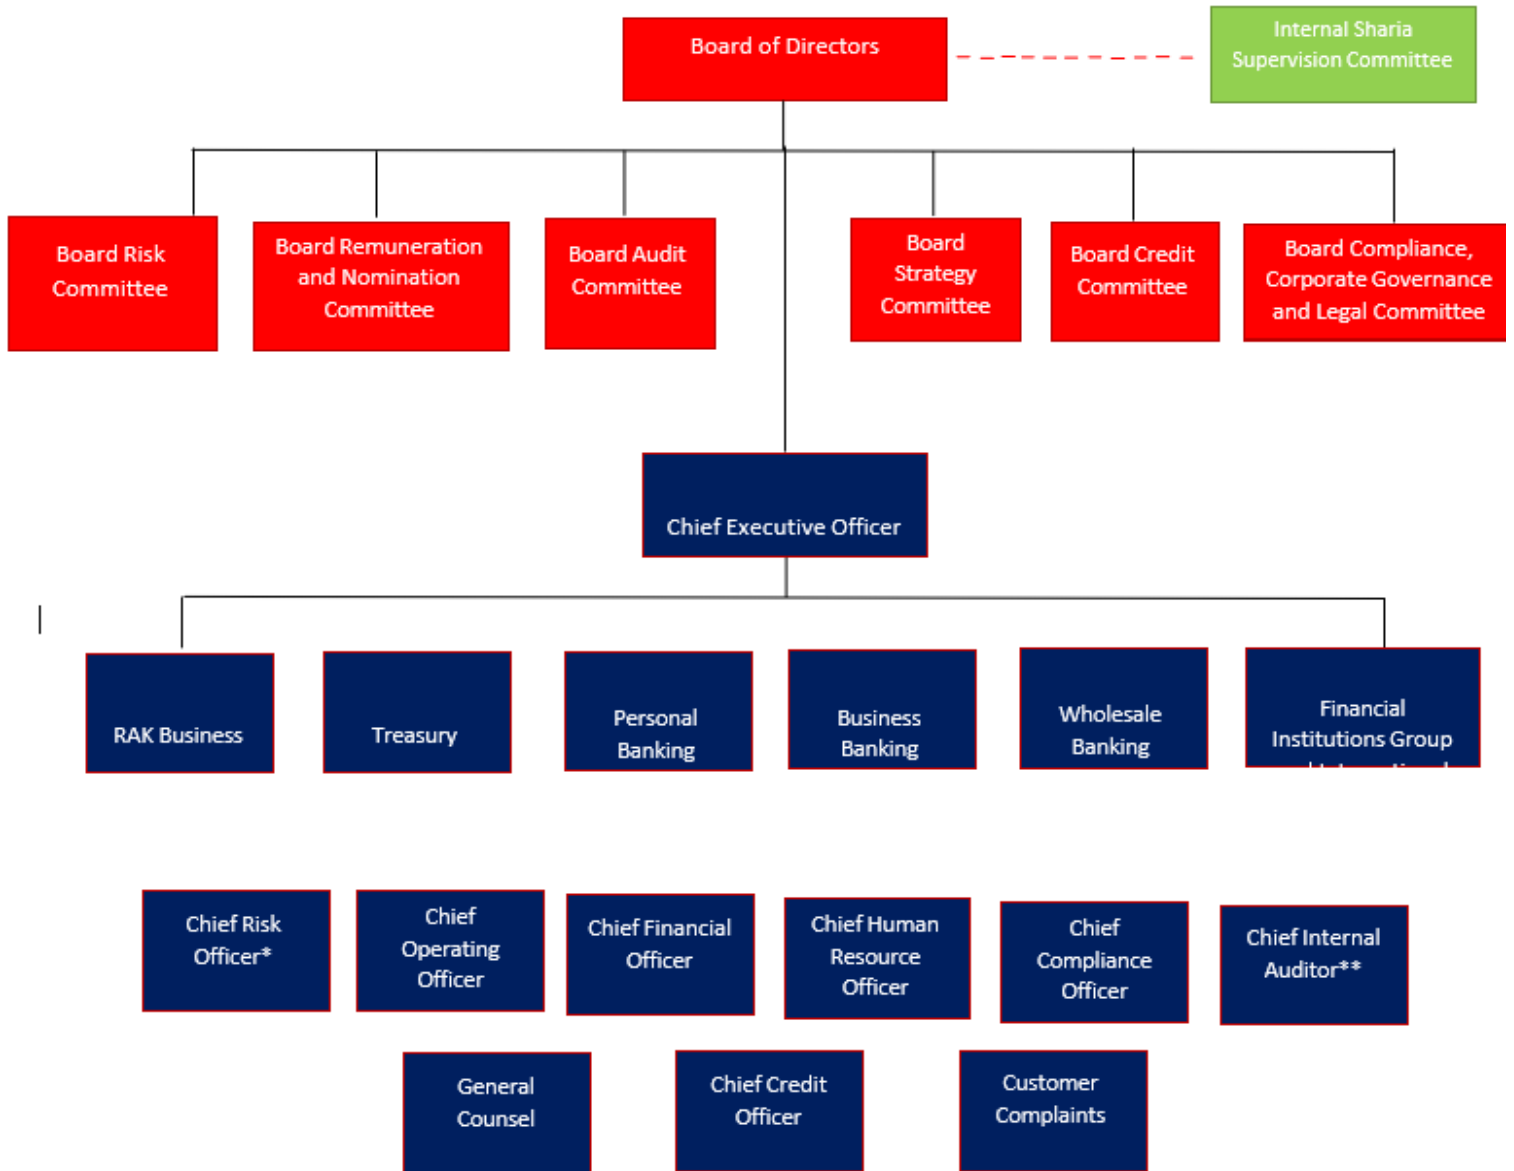 Board of Directors
Internal Sharia
Supervision Committee
Board Risk
Committee
Board Remuneration
and Nomination
Committee
Board Audit
Committee
Board
Strategy
Committee
Board Credit
Committee
Board Compliance,
Corporate Governance
and Legal Committee
Chief Executive Officer
RAK Business
Treasury
Personal
Banking
Business
Banking
Wholesale
Banking
Financial
Institutions Group
Chief Risk
Officer*
Chief
Operating
Officer
Chief Financial
Officer
Chief Human
Resource
Officer
Chief
Compliance
Officer
Chief Internal
Auditor**
General
Counsel
Chief Credit
Officer
Customer
Complaints